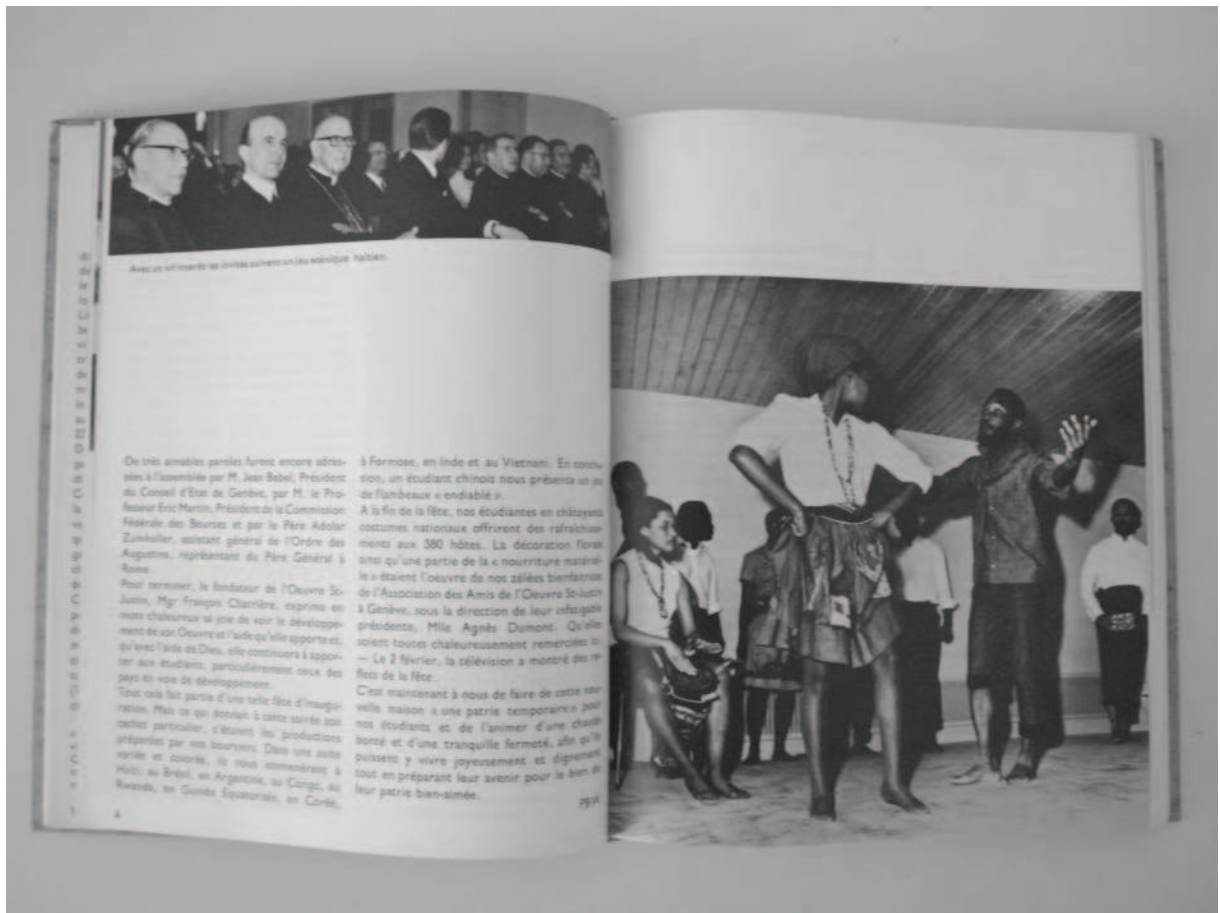 Avec un vif intérêt les invités suivent un jeu scénique haïtien.
De très aimables paroles furent encore adres-
sées à l'assemblée par M. Jean Babel, Président
du Conseil d'Etat de Genève, par M. le Pro-
fesseur Eric Martin, Président de la Commission
Fédérale des Bourses et par le Père Adolar
Zumkeller, assistant général de l'Ordre des
Augustins, représentant du Père Général à
Rome.
Pour terminer, le fondateur de l'Oeuvre St-
Justin, Mgr François Charrière, exprima en
mots chaleureux sa joie de voir le développe-
ment de son Oeuvre et l'aide qu'elle apporte et,
qu'avec l'aide de Dieu, elle continuera à appor-
ter aux étudiants, particulièrement ceux des
pays en voie de développement.
Tout cela fait partie d'une telle fête d'inaugu-
ration. Mais ce qui donnait à cette soirée son
cachet particulier, c'étaient les productions
préparées par nos boursiers. Dans une suite
variée et colorée, ils nous emmenèrent à
Haïti, au Brésil, en Argentine, au Congo, au
Rwanda, en Guinée Equatoriale, en Corée,
à Formose, en Inde et au Vietnam. En conclu-
sion, un étudiant chinois nous présenta un jeu
de flambeaux « endiablé ».
A la fin de la fête, nos étudiantes en châtoyants
costumes nationaux offrirent des rafraîchisse-
ments aux 380 hôtes. La décoration florale
ainsi qu'une partie de la « nourriture matériel-
le » étaient l'oeuvre de nos zélées bienfaitrices
de l'Association des Amis de l'Oeuvre St-Justin
à Genève, sous la direction de leur infatigable
présidente, Mlle Agnès Dumont. Qu'elles
soient toutes chaleureusement remerciées ici.
— Le 2 février, la télévision a montré des re-
flets de la fête.
C'est maintenant à nous de faire de cette nou-
velle maison « une patrie temporaire » pour
nos étudiants et de l'animer d'une chaude
bonté et d'une tranquille fermeté, afin qu'ils
puissent y vivre joyeusement et dignement
tout en préparant leur avenir pour le bien de
leur patrie bien-aimée.